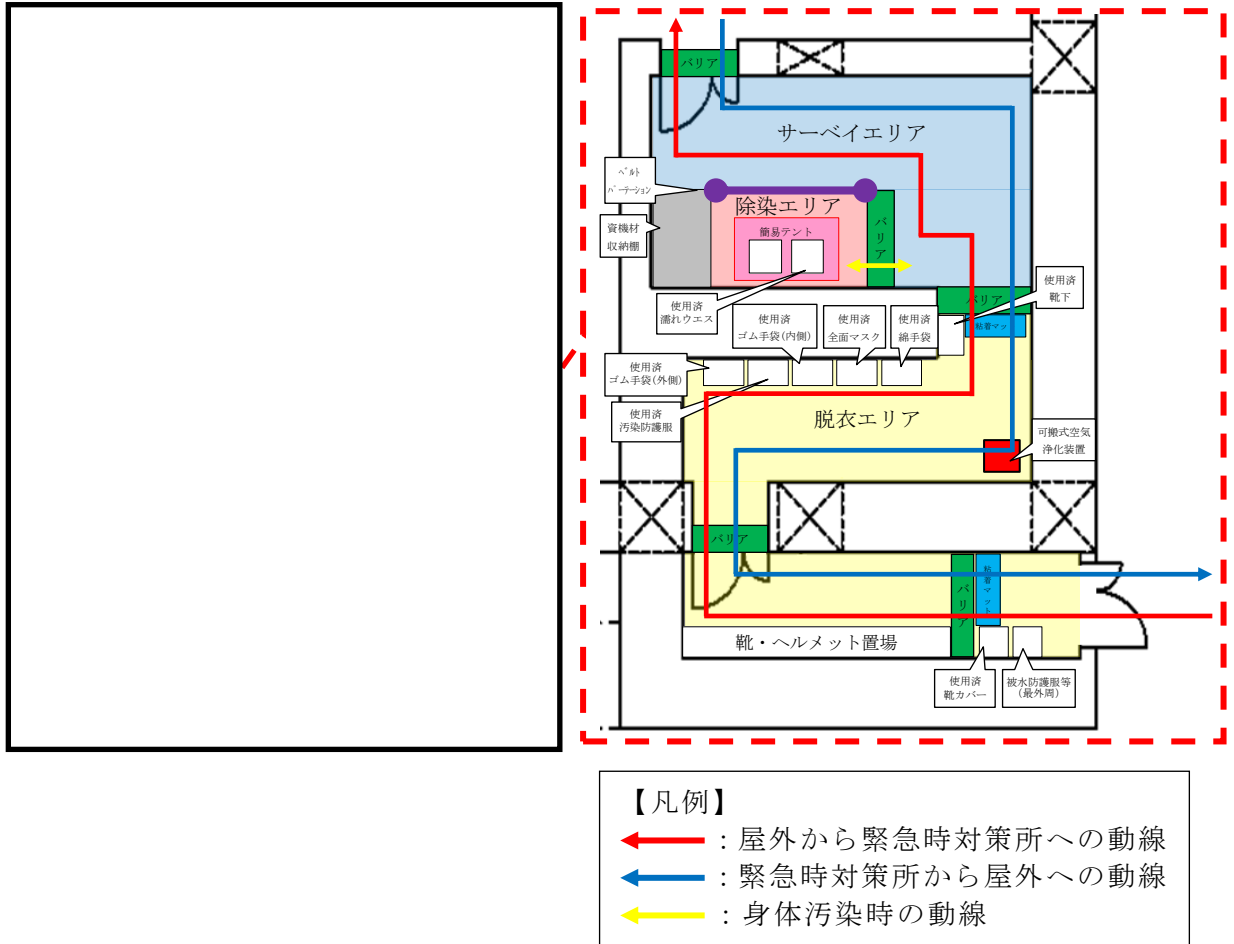 バリア
サーベイエリア
ベルト
パーテーション
除染エリア
資機材
収納棚
簡易テント
バリア
使用済
濡れウエス
使用済
ゴム手袋(内側)
使用済
全面マスク
使用済
綿手袋
バリア
使用済
靴下
粘着マッ
使用済
ゴム手袋(外側)
使用済
汚染防護服
脱衣エリア
可搬式空気
浄化装置
バリア
バリア
粘着マット
靴・ヘルメット置場
使用済
靴カバー
被水防護服等
(最外周)
【凡例】
:屋外から緊急時対策所への動線
:緊急時対策所から屋外への動線
:身体汚染時の動線